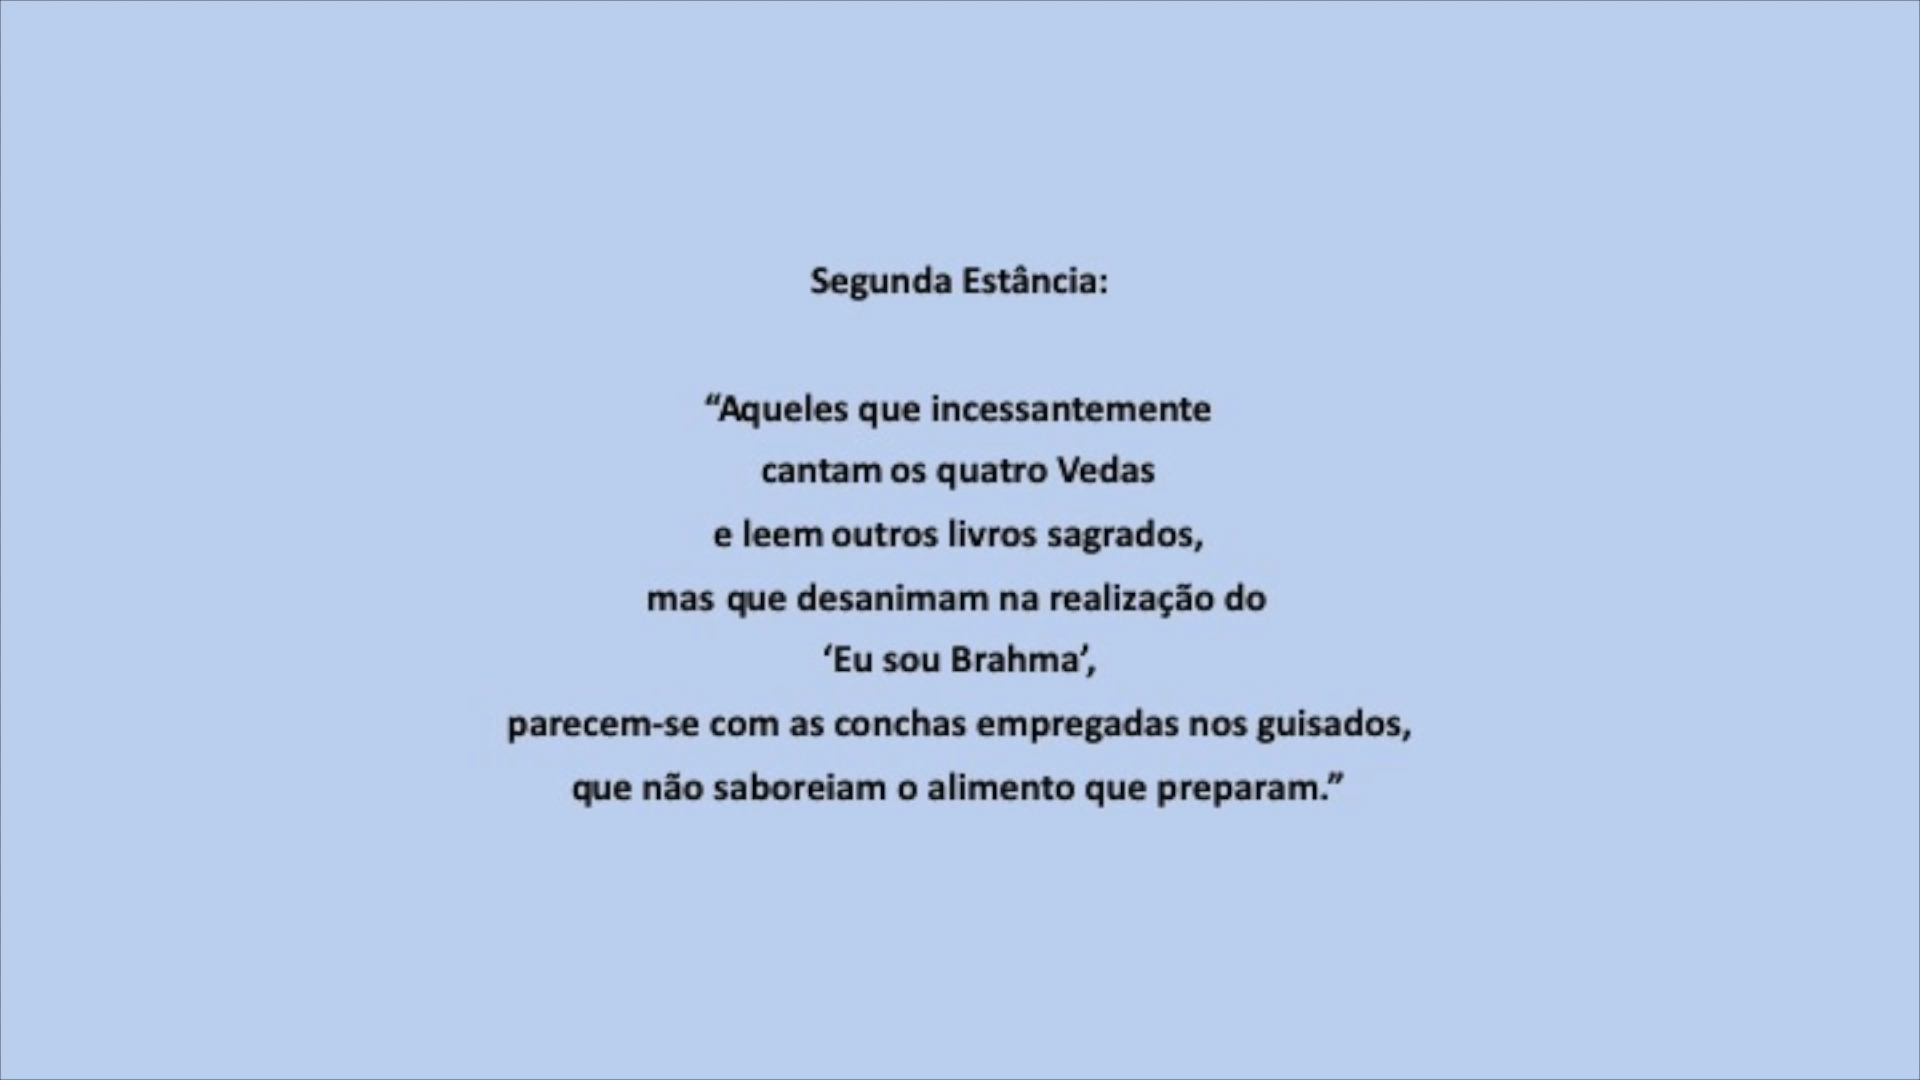 Segunda Estância:
“Aqueles que incessantemente
cantam os quatro Vedas
e leem outros livros sagrados,
mas que desanimam na realização do
‘Eu sou Brahma’,
parecem-se com as conchas empregadas nos guisados,
que não saboreiam o alimento que preparam.”